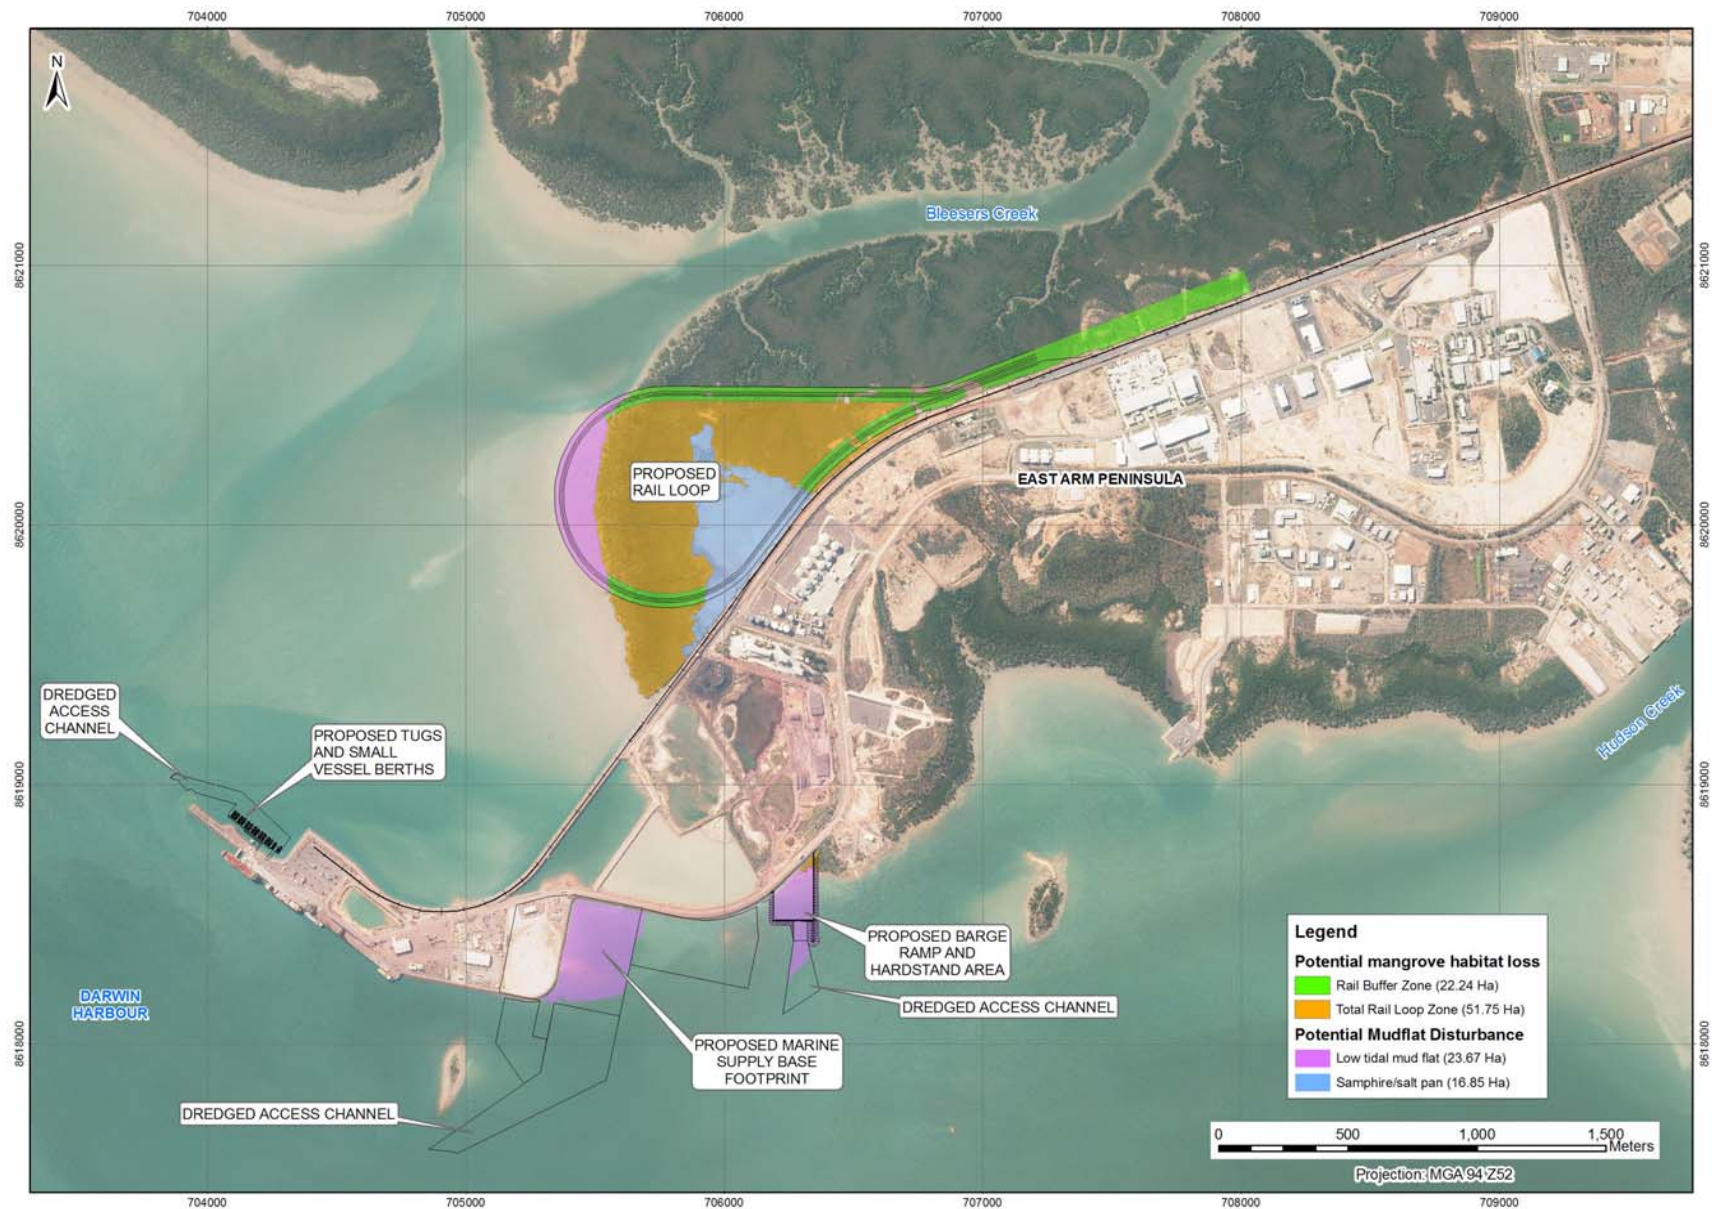 704000
705000
706000
707000
708000
709000
N
Bleesers Creek
8621000
8621000
PROPOSED
RAIL LOOP
EAST ARM PENINSULA
8620000
8620000
Hudson Creek
DREDGED
ACCESS
CHANNEL
PROPOSED TUGS
AND SMALL
VESSEL BERTHS
8619000
8619000
PROPOSED BARGE
RAMP AND
HARDSTAND AREA
DREDGED ACCESS CHANNEL
DARWIN
HARBOUR
PROPOSED MARINE
SUPPLY BASE
FOOTPRINT
8618000
8618000
DREDGED ACCESS CHANNEL
Legend
Potential mangrove habitat loss
Rail Buffer Zone (22.24 Ha)
Total Rail Loop Zone (51.75 Ha)
Potential Mudflat Disturbance
Low tidal mud flat (23.67 Ha)
Samphire/salt pan (16.85 Ha)
0 500 1,000 1,500
Meters
Projection: MGA 94 Z52
704000
705000
706000
707000
708000
709000